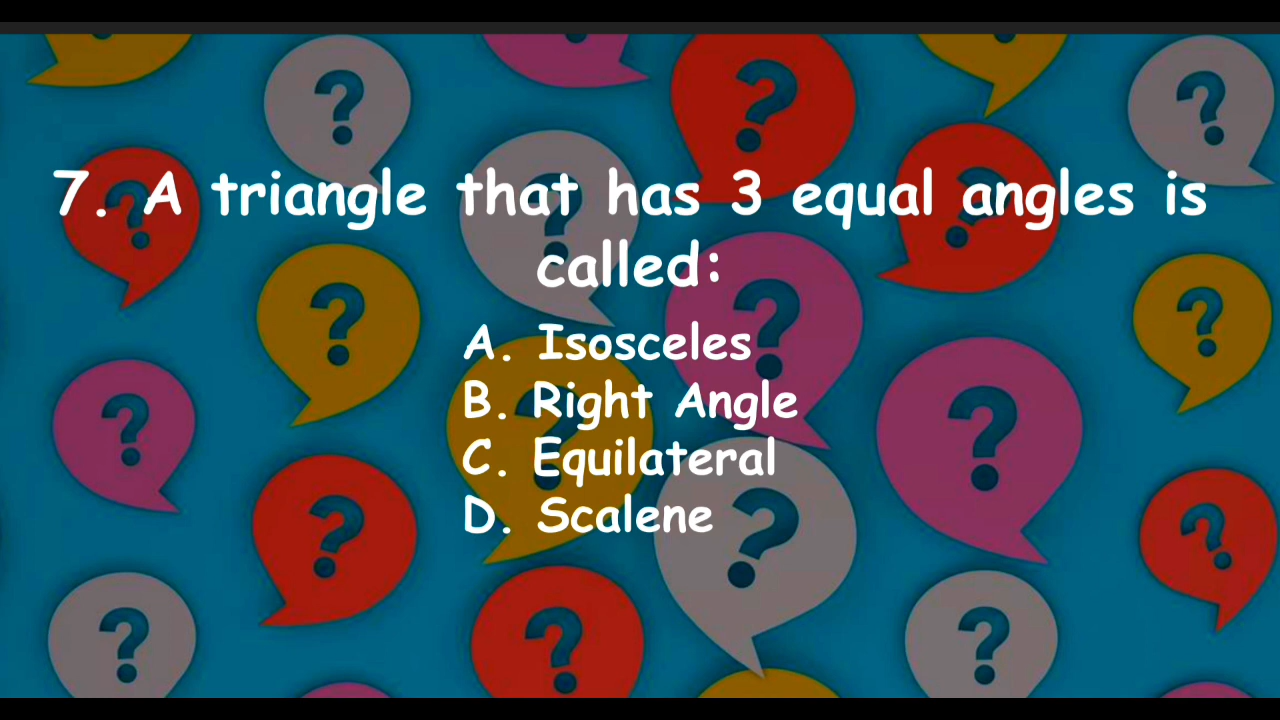 7. A triangle that has 3 equal angles is
called:
A. Isosceles
B. Right Angle
C. Equilateral
D. Scalene